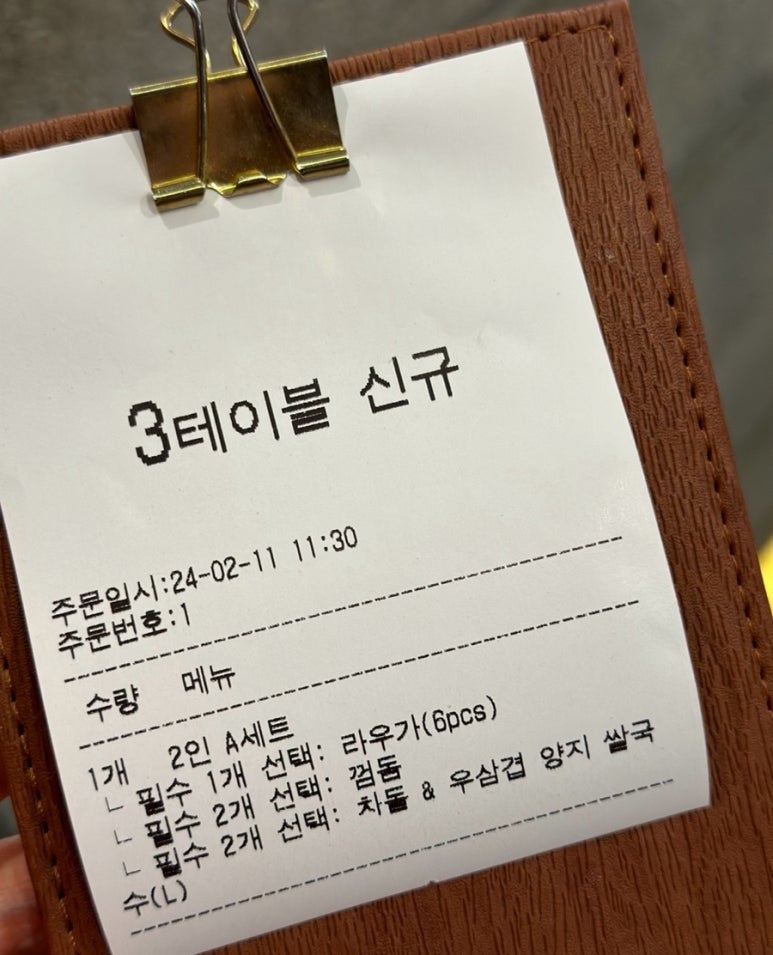 3테이블 신규
주문일시:24-02-11 11:30
주문번호:1
수량 메뉴
1개 2인 A세트
ㄴ 필수 1개 선택: 라우가(6pcs)
ㄴ 필수 2개 선택: 껌돔
ㄴ 필수 2개 선택: 차돌 & 우삼겹 양지 쌀국
수(L)